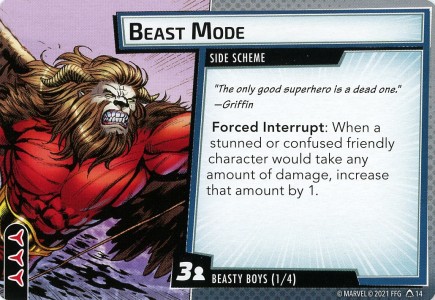 BEAST MODE
SIDE SCHEME
"The only good superhero is a dead one."
—Griffin
Forced Interrupt: When a
stunned or confused friendly
character would take any
amount of damage, increase
that amount by 1.
3
BEASTY BOYS (1/4)
© MARVEL © 2021 FFG 14